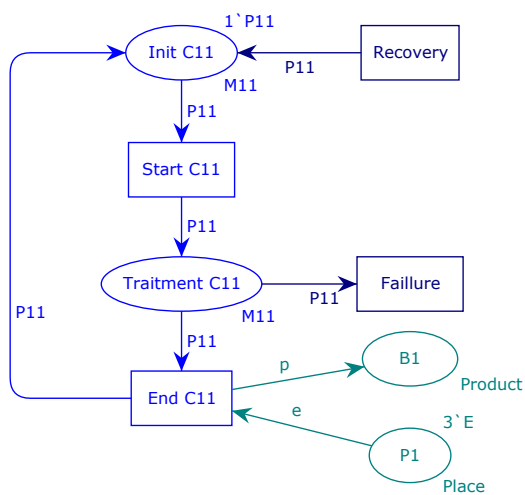 1`P11
Init C11
Recovery
P11
M11
P11
Start C11
P11
Traitment C11
Faillure
P11
M11
P11
P11
B1
p
Product
End C11
e
3`E
P1
Place